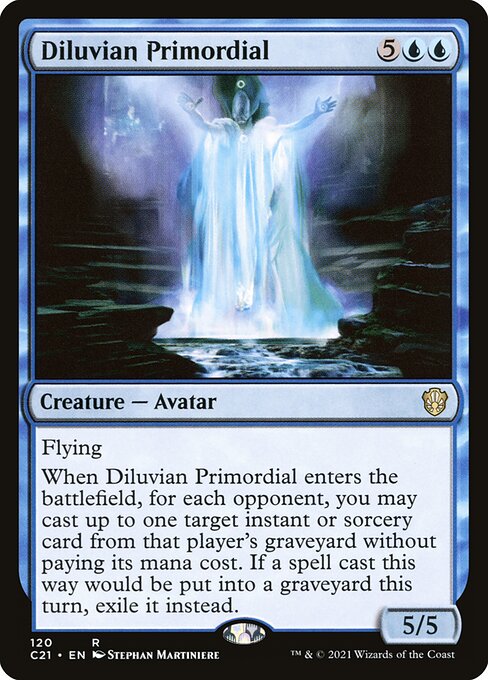 Diluvian Primordial 5
Creature — Avatar
Flying
When Diluvian Primordial enters the
battlefield, for each opponent, you may
cast up to one target instant or sorcery
card from that player's graveyard without
paying its mana cost. If a spell cast this
way would be put into a graveyard this
turn, exile it instead.
5/5
120 R
C21 • EN Stephan Martiniere ™ & © 2021 Wizards of the Coast